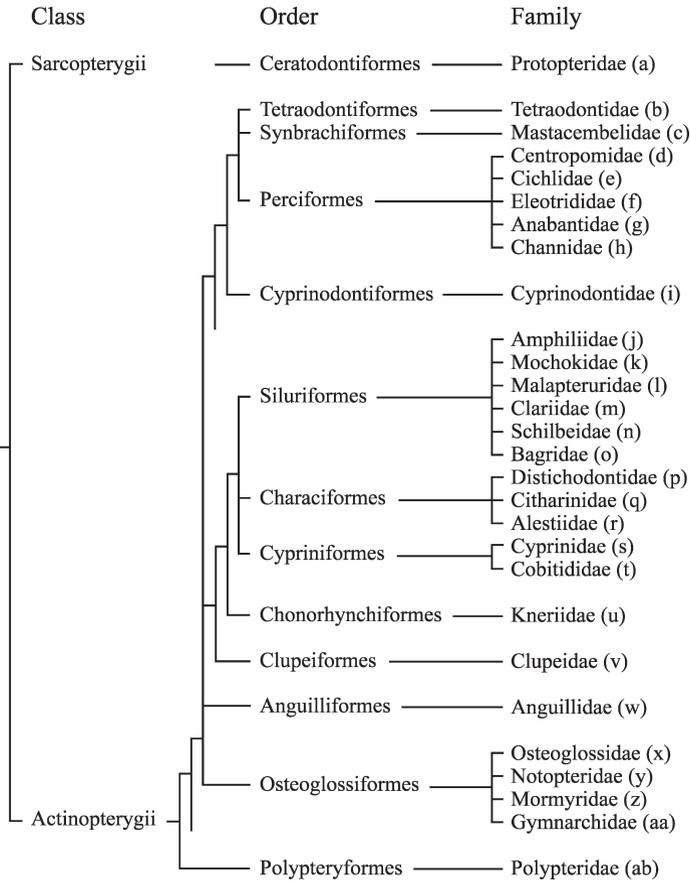 Class Order Family
Sarcopterygii Ceratodontiformes Protopteridae (a)
Tetraodontiformes Tetraodontidae (b)
Synbrachiformes Mastacembelidae (c)
Centropomidae (d)
Cichlidae (e)
Perciformes Eleotrididae (f)
Anabantidae (g)
Channidae (h)
Cyprinodontiformes Cyprinodontidae (i)
Amphiliidae (j)
Mochokidae (k)
Siluriformes Malapteruridae (l)
Clariidae (m)
Schilbeidae (n)
Bagridae (o)
Distichodontidae (p)
Characiformes Citharinidae (q)
Alestiidae (r)
Cypriniformes Cyprinidae (s)
Cobitididae (t)
Chonorhynchiformes Kneriidae (u)
Clupeiformes Clupeidae (v)
Anguilliformes Anguillidae (w)
Osteoglossidae (x)
Osteoglossiformes Notopteridae (y)
Mormyridae (z)
Actinopterygii Gymnarchidae (aa)
Polypteryformes Polypteridae (ab)